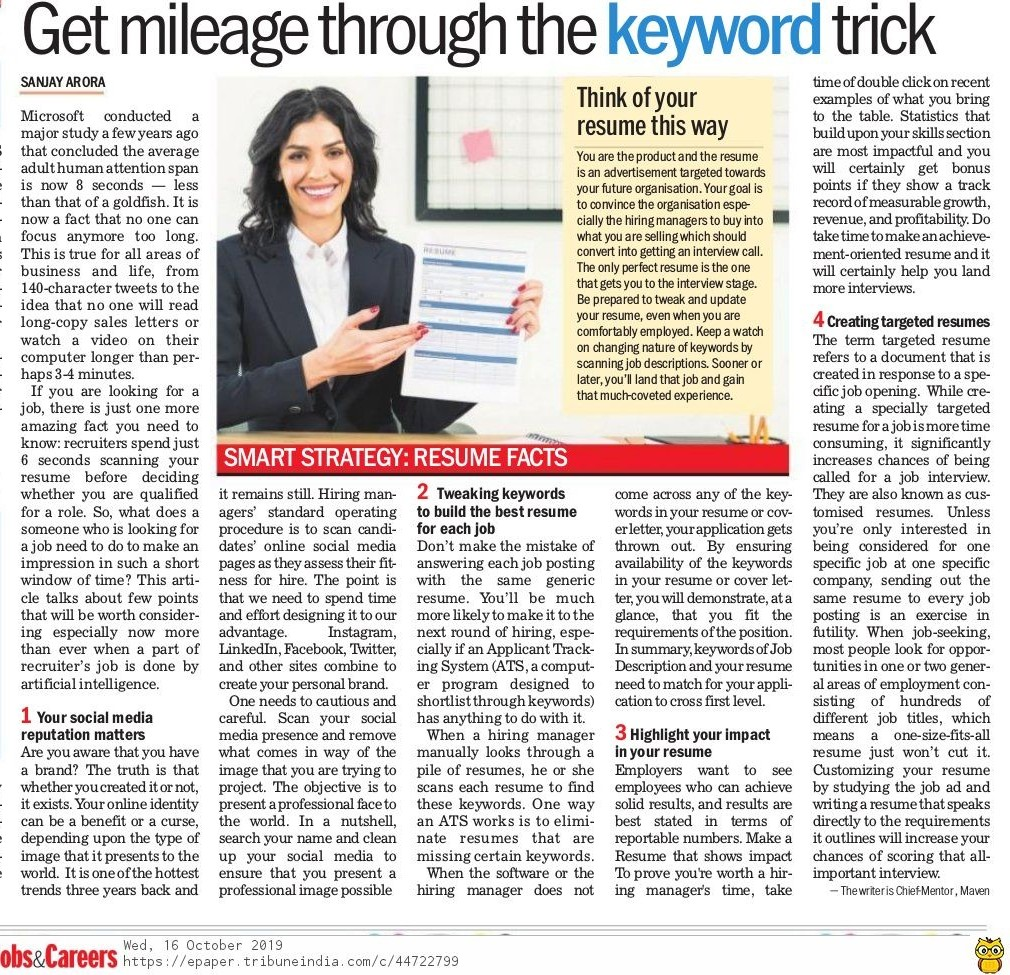 Get mileage through the keyword trick
SANJAY ARORA
Microsoft conducted a
major study a few years ago
that concluded the average
adult human attention span
is now 8 seconds — less
than that of a goldfish. It is
now a fact that no one can
focus anymore too long.
This is true for all areas of
business and life, from
140-character tweets to the
idea that no one will read
long-copy sales letters or
watch a video on their
computer longer than per-
haps 3-4 minutes.
If you are looking for a
job, there is just one more
amazing fact you need to
know: recruiters spend just
6 seconds scanning your
resume before deciding
whether you are qualified
for a role. So, what does a
someone who is looking for
a job need to do to make an
impression in such a short
window of time? This arti-
cle talks about few points
that will be worth consider-
ing especially now more
than ever when a part of
recruiter's job is done by
artificial intelligence.
1 Your social media
reputation matters
Are you aware that you have
a brand? The truth is that
whether you created it or not,
it exists. Your online identity
can be a benefit or a curse,
depending upon the type of
image that it presents to the
world. It is one of the hottest
trends three years back and
RESUME
Think of your
resume this way
You are the product and the resume
is an advertisement targeted towards
your future organisation. Your goal is
to convince the organisation espe-
cially the hiring managers to buy into
what you are selling which should
convert into getting an interview call.
The only perfect resume is the one
that gets you to the interview stage.
Be prepared to tweak and update
your resume, even when you are
comfortably employed. Keep a watch
on changing nature of keywords by
scanning job descriptions. Sooner or
later, you'll land that job and gain
that much-coveted experience.
SMART STRATEGY: RESUME FACTS
it remains still. Hiring man-
agers' standard operating
procedure is to scan candi-
dates' online social media
pages as they assess their fit-
ness for hire. The point is
that we need to spend time
and effort designing it to our
advantage. Instagram,
LinkedIn, Facebook, Twitter,
and other sites combine to
create your personal brand.
One needs to cautious and
careful. Scan your social
media presence and remove
what comes in way of the
image that you are trying to
project. The objective is to
present a professional face to
the world. In a nutshell,
search your name and clean
up your social media to
ensure that you present a
professional image possible
2 Tweaking keywords
to build the best resume
for each job
Don't make the mistake of
answering each job posting
with the same generic
resume. You'll be much
more likely to make it to the
next round of hiring, espe-
cially if an Applicant Track-
ing System (ATS, a comput-
er program designed to
shortlist through keywords)
has anything to do with it.
When a hiring manager
manually looks through a
pile of resumes, he or she
scans each resume to find
these keywords. One way
an ATS works is to elimi-
nate resumes that are
missing certain keywords.
When the software or the
hiring manager does not
come across any of the key-
words in your resume or cov-
er letter, your application gets
thrown out. By ensuring
availability of the keywords
in your resume or cover let-
ter, you will demonstrate, at a
glance, that you fit the
requirements of the position.
In summary, keywords of Job
Description and your resume
need to match for your appli-
cation to cross first level.
3 Highlight your impact
in your resume
Employers want to see
employees who can achieve
solid results, and results are
best stated in terms of
reportable numbers. Make a
Resume that shows impact
To prove you're worth a hir-
ing manager's time, take
time of double click on recent
examples of what you bring
to the table. Statistics that
build upon your skills section
are most impactful and you
will certainly get bonus
points if they show a track
record of measurable growth,
revenue, and profitability. Do
take time to make an achieve-
ment-oriented resume and it
will certainly help you land
more interviews.
4 Creating targeted resumes
The term targeted resume
refers to a document that is
created in response to a spe-
cific job opening. While cre-
ating a specially targeted
resume for a job is more time
consuming, it significantly
increases chances of being
called for a job interview.
They are also known as cus-
tomised resumes. Unless
you're only interested in
being considered for one
specific job at one specific
company, sending out the
same resume to every job
posting is an exercise in
futility. When job-seeking,
most people look for oppor-
tunities in one or two gener-
al areas of employment con-
sisting of hundreds of
different job titles, which
means a one-size-fits-all
resume just won't cut it.
Customizing your resume
by studying the job ad and
writing a resume that speaks
directly to the requirements
it outlines will increase your
chances of scoring that all-
important interview.
— The writer is Chief-Mentor, Maven
obs&Careers
Wed, 16 October 2019
https://epaper.tribuneindia.com/c/44722799